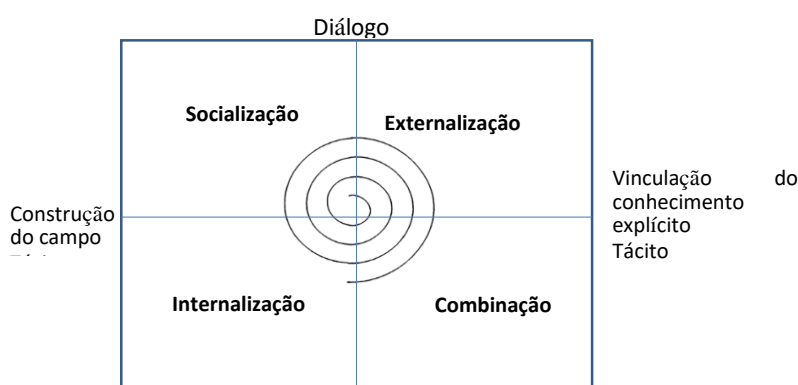 Diálogo
Socialização
Externalização
Construção
do campo
Vinculação do
conhecimento
explícito
Tácito
Internalização
Combinação